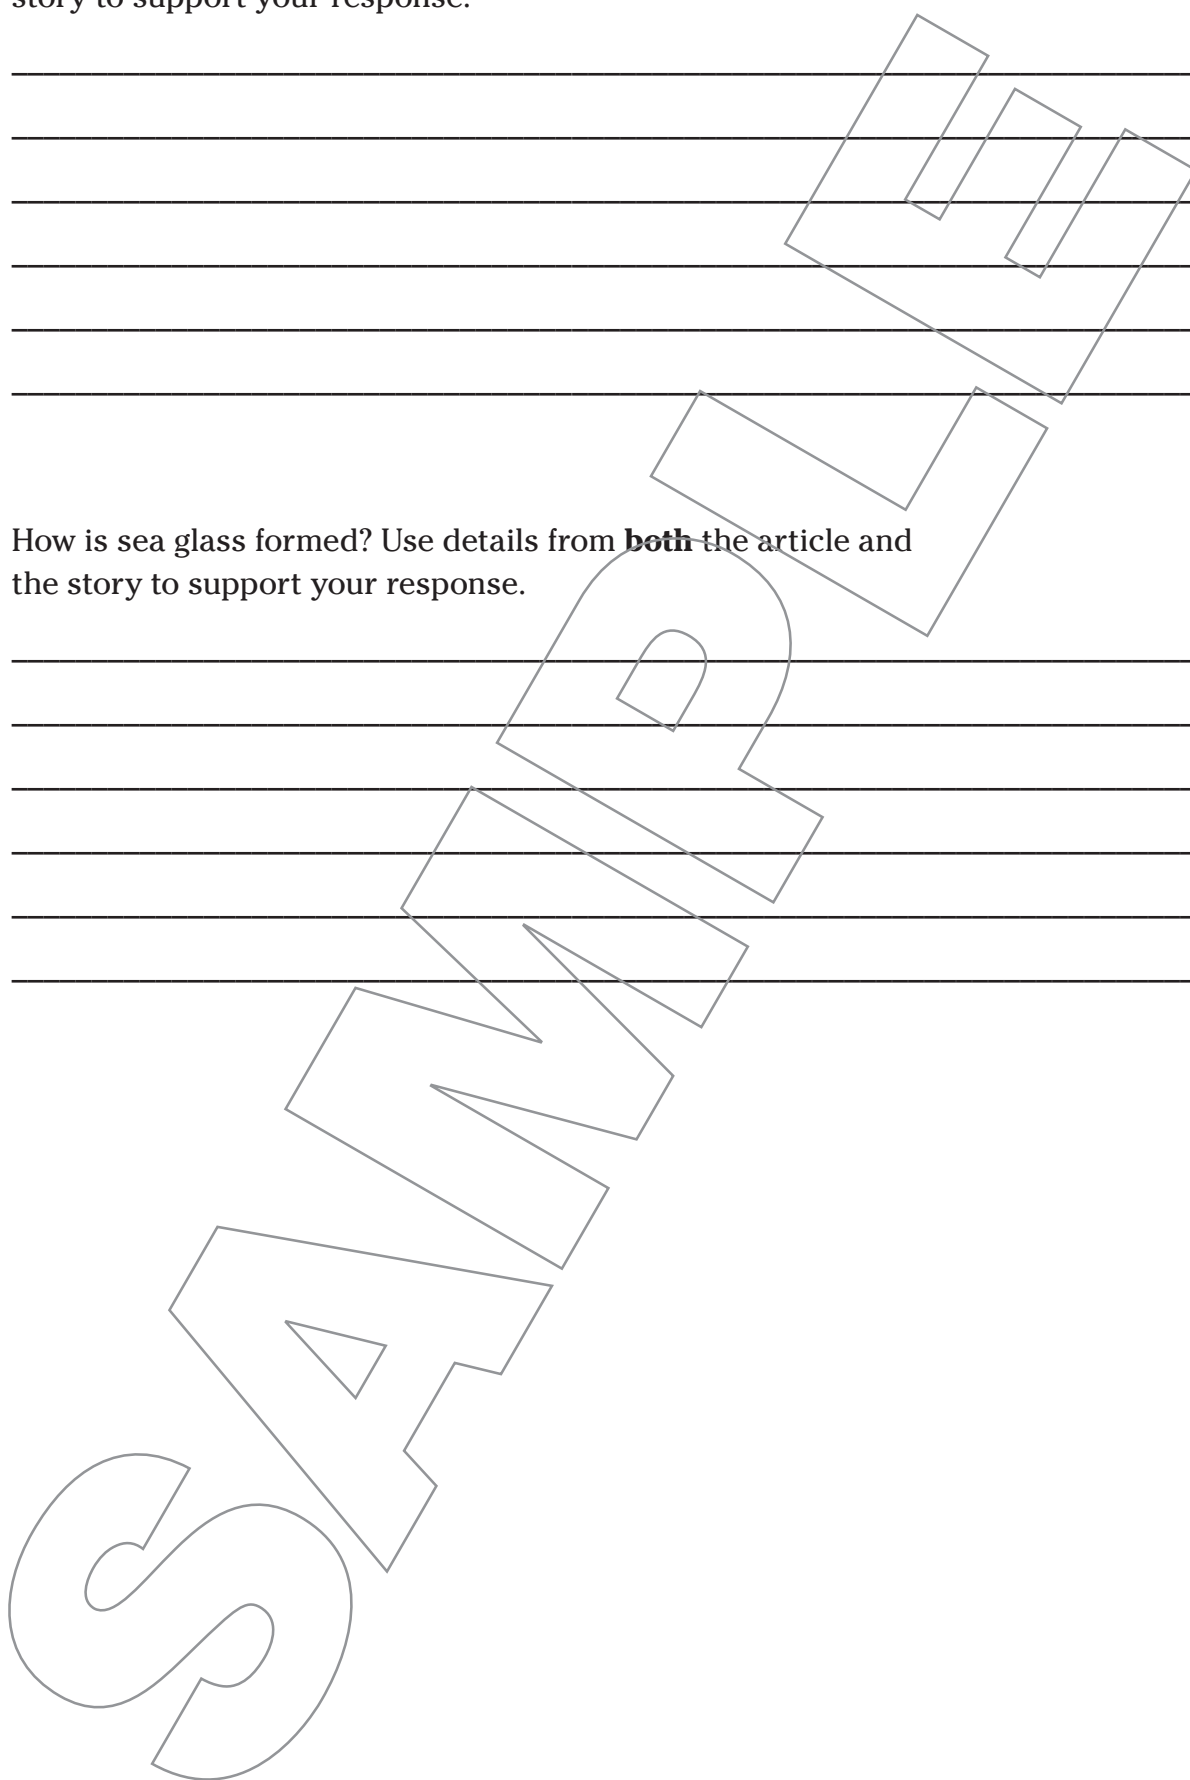 story to support your response.
How is sea glass formed? Use details from both the article and
the story to support your response.
SAMPLE